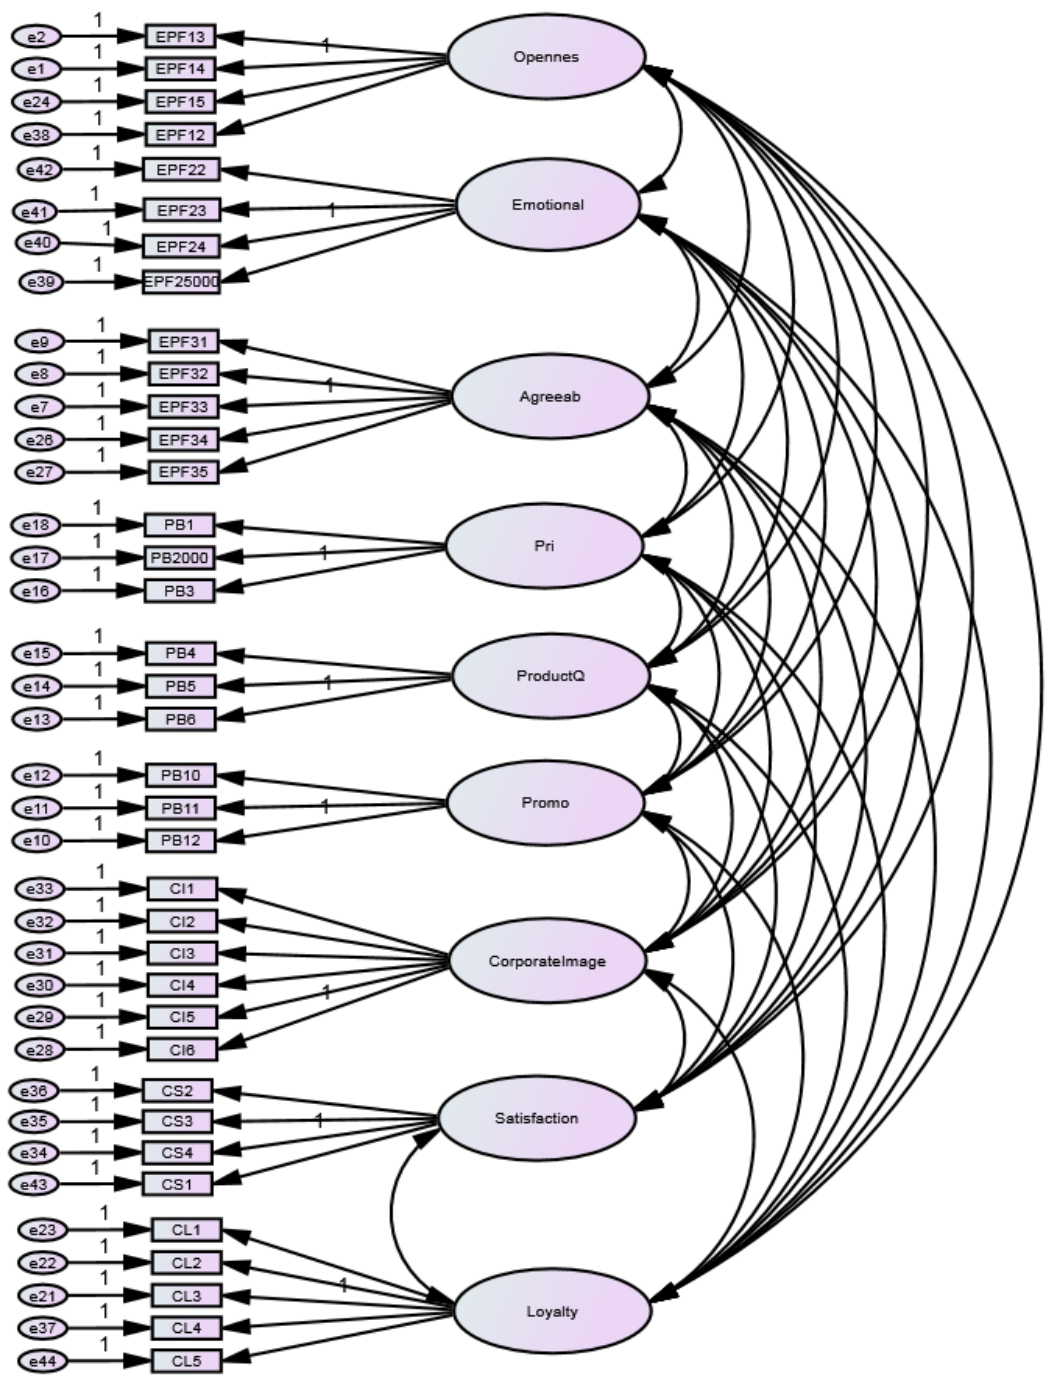 e2 1 EPF13 1 Opennes
e1 1 EPF14
e24 1 EPF15
e38 1 EPF12
e42 1 EPF22
e41 1 EPF23 1 Emotional
e40 1 EPF24
e39 1 EPF25000
e9 1 EPF31
e8 1 EPF32 1 Agreeab
e7 1 EPF33
e26 1 EPF34
e27 1 EPF35
e18 1 PB1
e17 1 PB2000 1 Pri
e16 1 PB3
e15 1 PB4
e14 1 PB5 1 ProductQ
e13 1 PB6
e12 1 PB10
e11 1 PB11 1 Promo
e10 1 PB12
e33 1 CI1
e32 1 CI2
e31 1 CI3 CorporateImage
e30 1 CI4 1
e29 1 CI5
e28 1 CI6
e36 1 CS2
e35 1 CS3 1 Satisfaction
e34 1 CS4
e43 1 CS1
e23 1 CL1
e22 1 CL2 1
e21 1 CL3 Loyalty
e37 1 CL4
e44 1 CL5